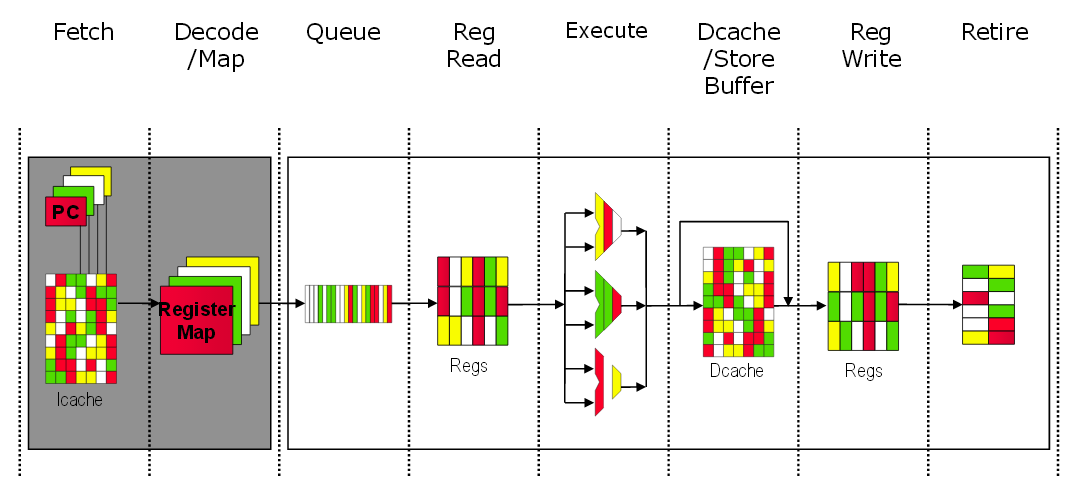 Fetch
Decode
/Map
Queue
Reg
Read
Execute
Dcache
/Store
Buffer
Reg
Write
Retire
PC
Register
Map
Icache
Regs
Dcache
Regs